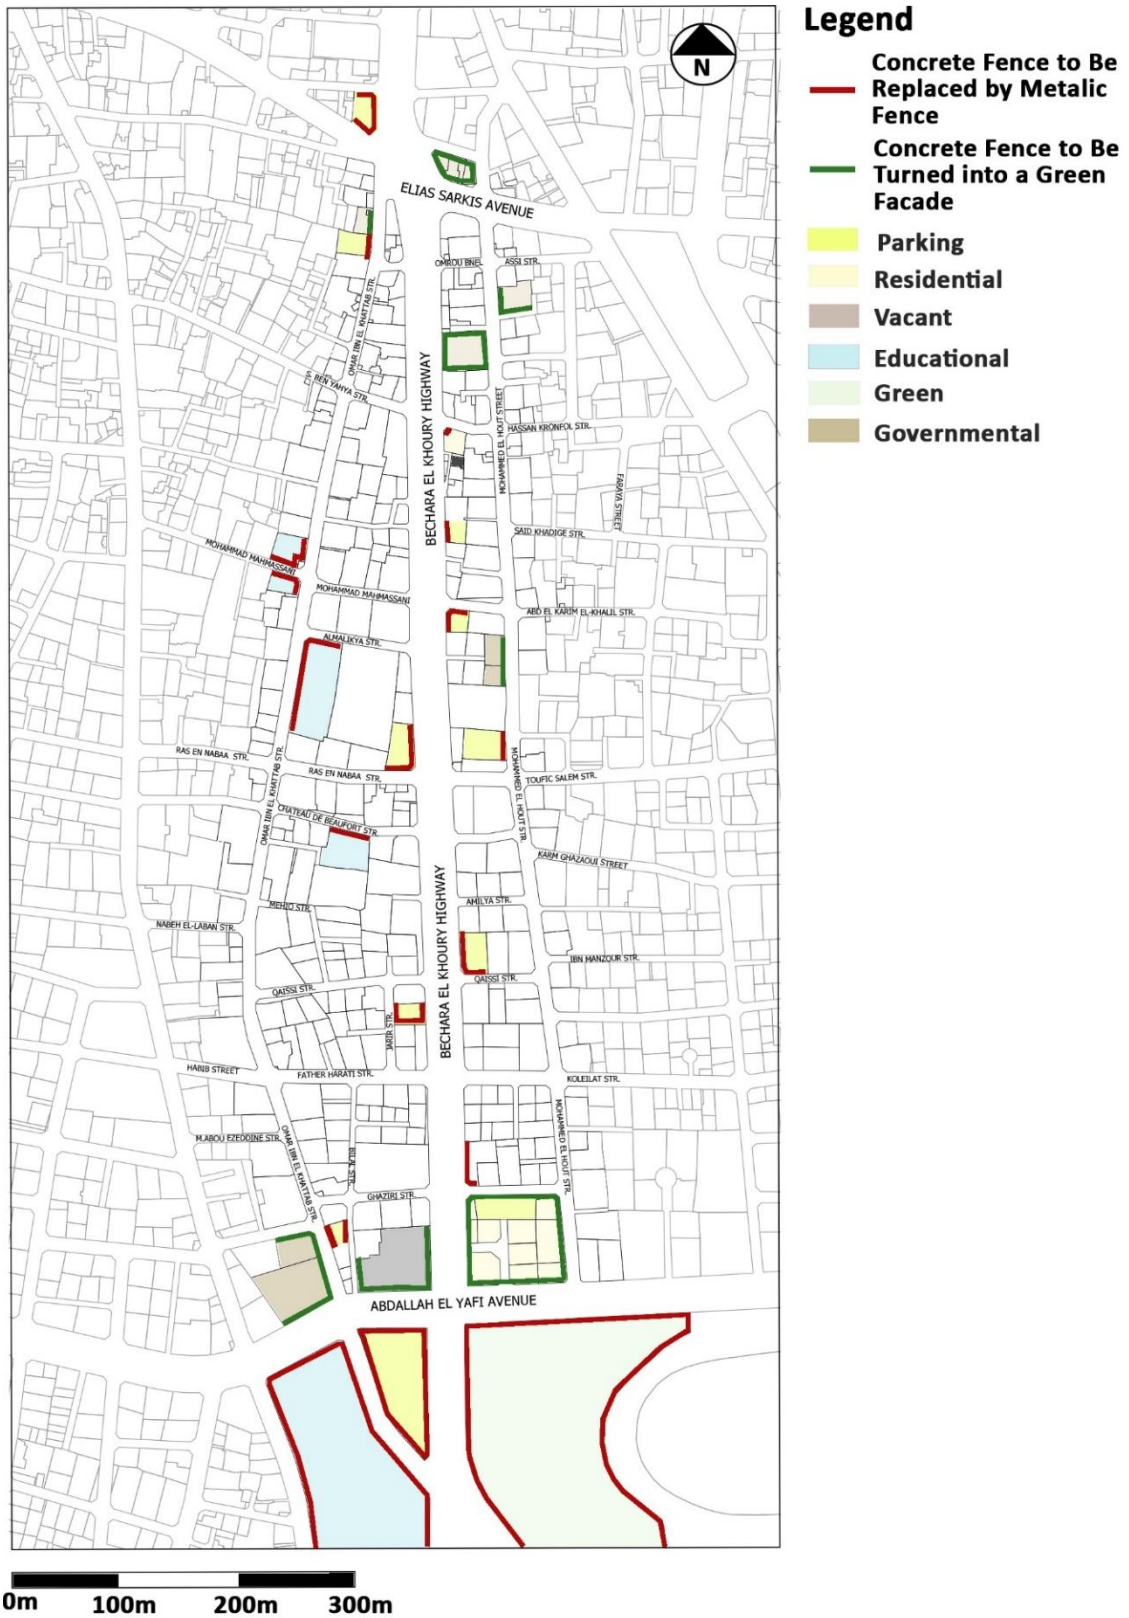 Legend
N
Concrete Fence to Be
Replaced by Metalic
Fence
Concrete Fence to Be
Turned into a Green
Facade
Parking
Residential
Vacant
Educational
Green
Governmental
ELIAS SARKIS AVENUE
OMROU BNEL
ASSI STR.
OMAR IBN EL KHATTAB STR.
BEN YAHYA STR.
BECHARA EL KHOURY HIGHWAY
MOHAMMED EL HOUT STREET
HASSAN KRONFOL STR.
FARAYA STREET
SAID KHADIGE STR.
MOHAMMAD MAHMASSANI
MOHAMMAD MAHMASSANI
ABD EL KARIM EL-KHALIL STR.
ALMALIKYA STR.
RAS EN NABAA STR.
RAS EN NABAA STR.
OMAR IBN EL KHATTAB STR.
MOHAMMED EL HOUT STR.
TOUFIC SALEM STR.
CHATEAU DE BEAUFORT STR.
KARM GHAZAOUI STREET
BECHARA EL KHOURY HIGHWAY
MEHIO STR.
AMILYA STR.
NABEH EL-LABAN STR.
IBN MANZOUR STR.
QAISSI STR.
QAISSI STR.
JARIR STR.
HABIB STREET
FATHER HARATI STR.
KOLEILAT STR.
M.ABOU EZEDDINE STR.
OMAR IBN EL KHATTAB STR.
BILAL STR.
MOHAMMED EL HOUT STR.
GHAZIRI STR.
ABDALLAH EL YAFI AVENUE
0m 100m 200m 300m